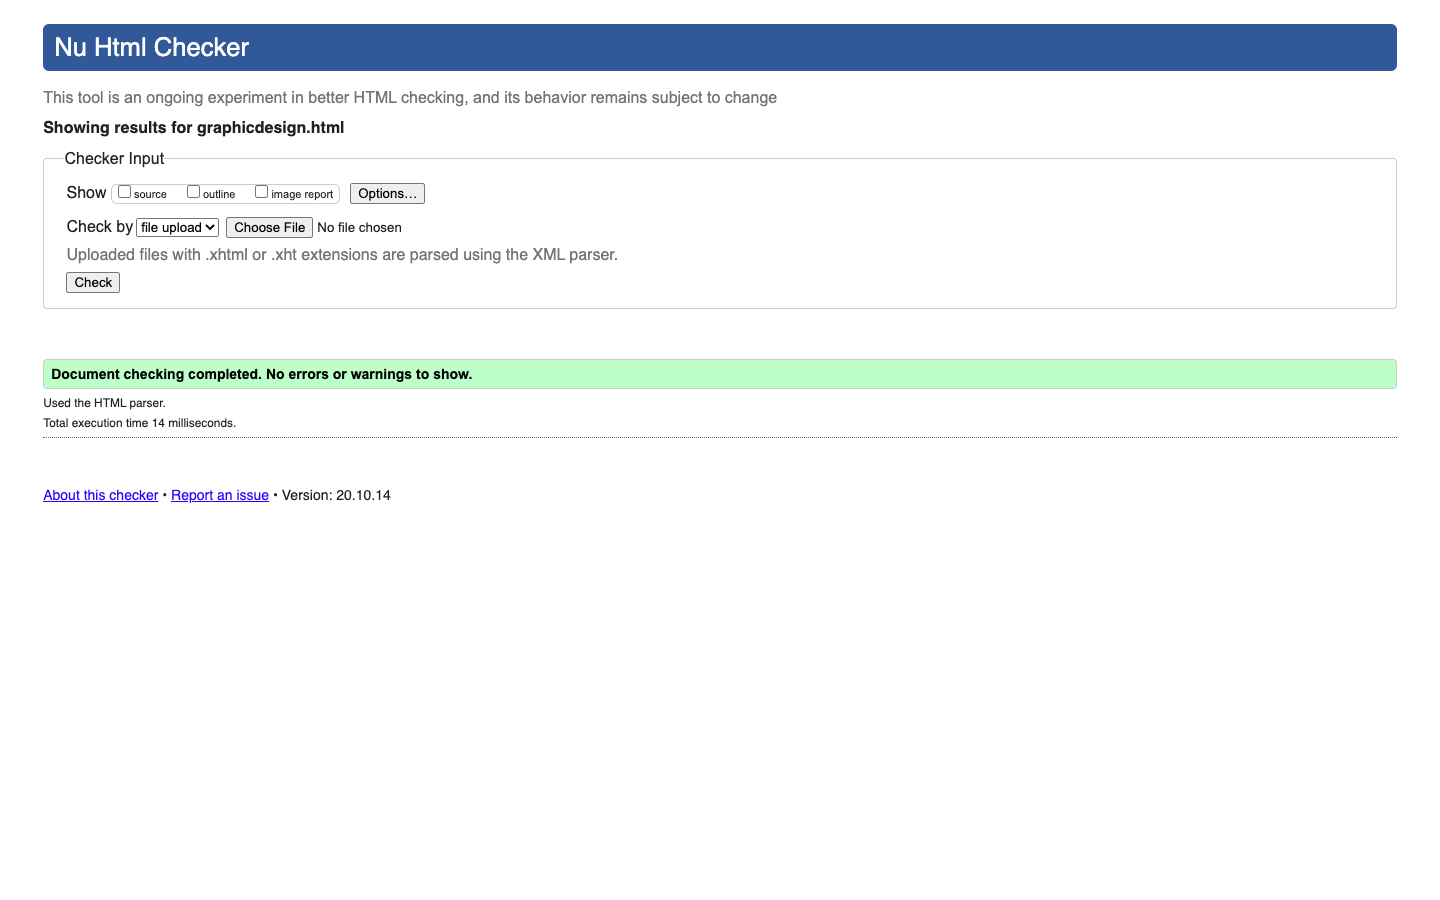 Nu Html Checker
This tool is an ongoing experiment in better HTML checking, and its behavior remains subject to change
Showing results for graphicdesign.html
Checker Input
Show source outline image report Options…
Check by file upload Choose File No file chosen
Uploaded files with .xhtml or .xht extensions are parsed using the XML parser.
Check
Document checking completed. No errors or warnings to show.
Used the HTML parser.
Total execution time 14 milliseconds.
About this checker • Report an issue • Version: 20.10.14